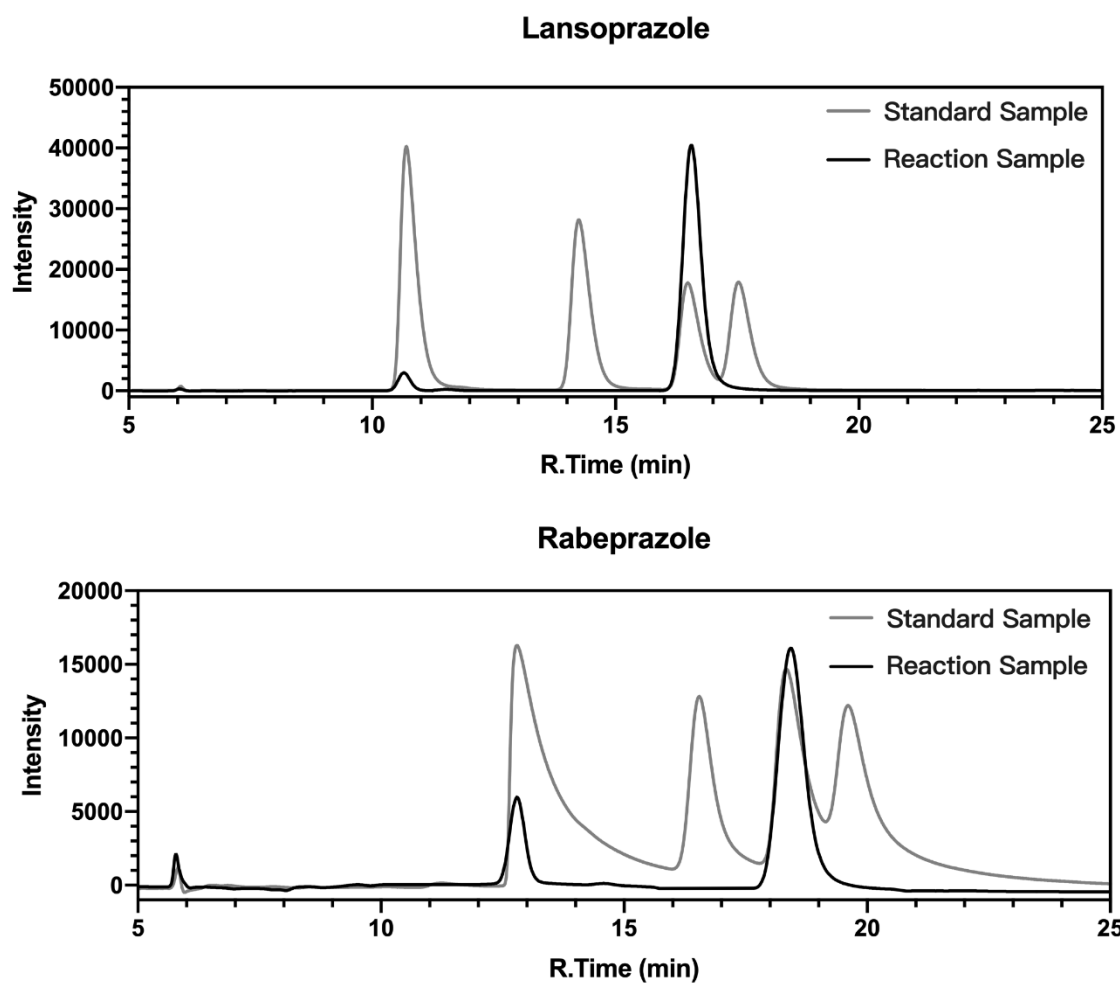 Lansoprazole
50000
40000
30000
20000
10000
0
Intensity
Standard Sample
Reaction Sample
5 10 15 20 25
R.Time (min)
Rabeprazole
20000
15000
10000
5000
0
Intensity
Standard Sample
Reaction Sample
5 10 15 20 25
R.Time (min)